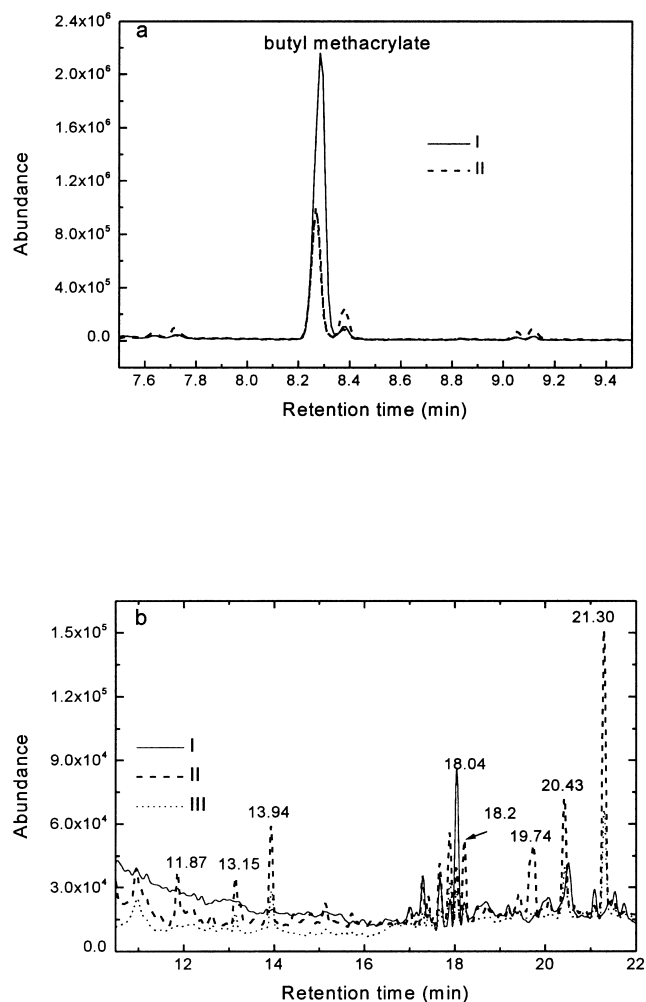 a
butyl methacrylate
2.4x10⁶
2.0x10⁶
1.6x10⁶
1.2x10⁶
8.0x10⁵
4.0x10⁵
0.0
Abundance
I
II
7.6 7.8 8.0 8.2 8.4 8.6 8.8 9.0 9.2 9.4
Retention time (min)
b
1.5x10⁵
1.2x10⁵
9.0x10⁴
6.0x10⁴
3.0x10⁴
0.0
Abundance
I
II
III
11.87
13.15
13.94
18.04
18.2
19.74
20.43
21.30
12 14 16 18 20 22
Retention time (min)